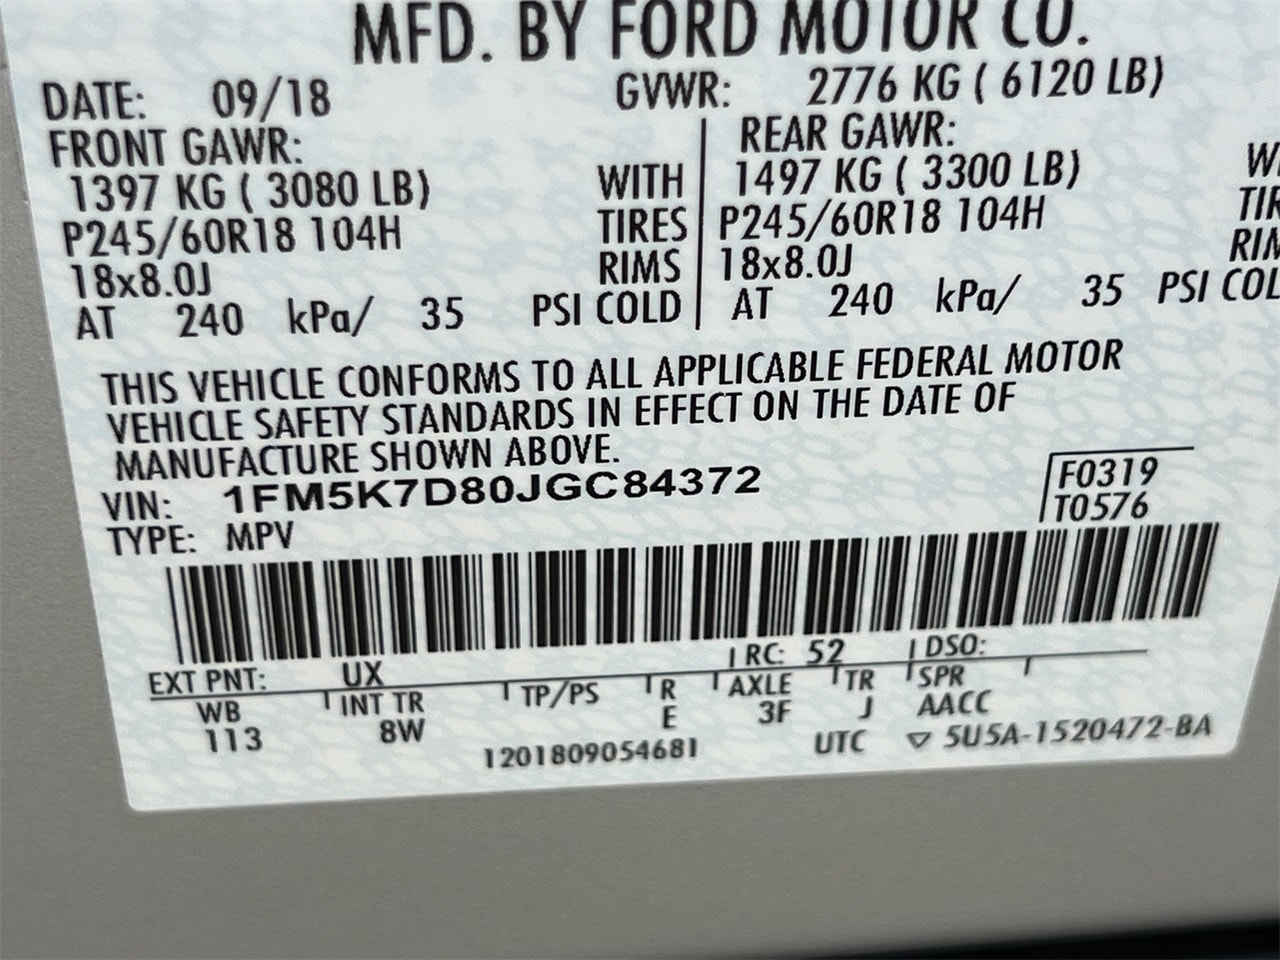 MFD. BY FORD MOTOR CO.
DATE: 09/18 GVWR: 2776 KG ( 6120 LB)
FRONT GAWR: REAR GAWR:
1397 KG ( 3080 LB) WITH 1497 KG ( 3300 LB)
P245/60R18 104H TIRES P245/60R18 104H
18x8.0J RIMS 18x8.0J
AT 240 kPa/ 35 PSI COLD AT 240 kPa/ 35 PSI COL
THIS VEHICLE CONFORMS TO ALL APPLICABLE FEDERAL MOTOR
VEHICLE SAFETY STANDARDS IN EFFECT ON THE DATE OF
MANUFACTURE SHOWN ABOVE.
VIN: 1FM5K7D80JGC84372 F0319
TYPE: MPV T0576
EXT PNT: UX RC: 52 DSO:
WB INT TR TP/PS R AXLE TR SPR
113 8W E 3F J AACC
1201809054681 UTC ▽ 5U5A-1520472-BA